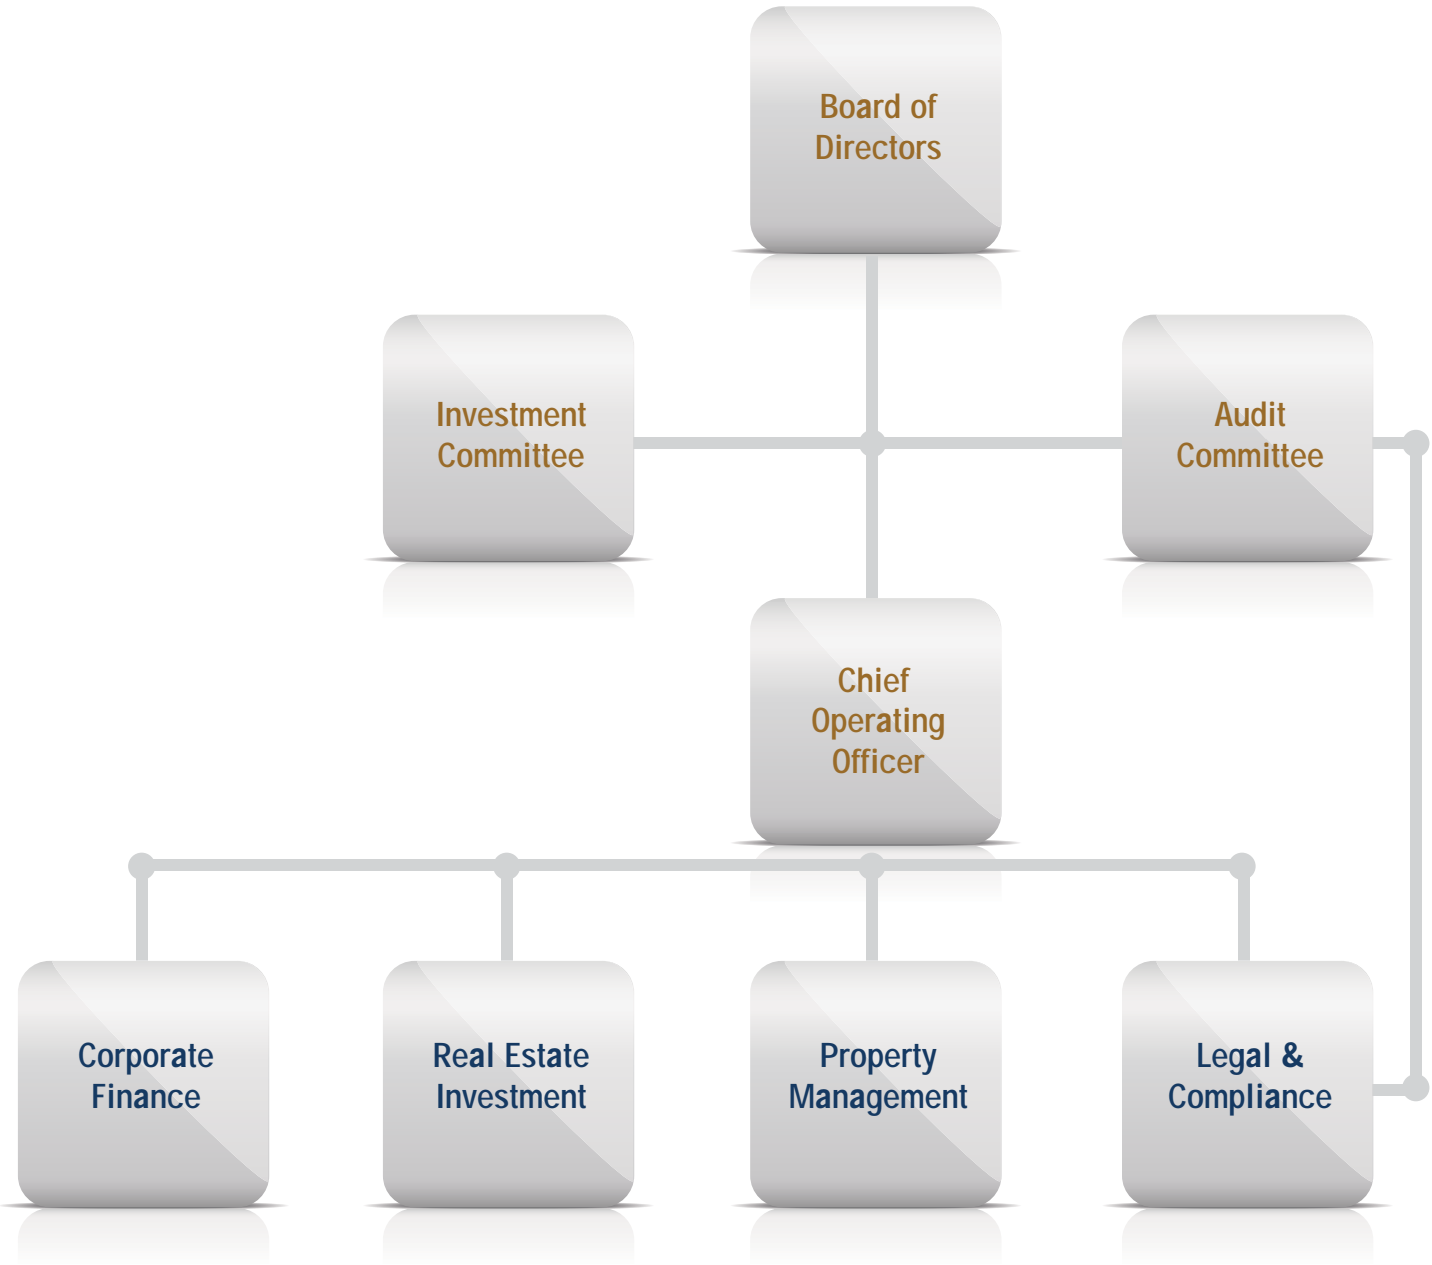 Board of
Directors
Investment
Committee
Audit
Committee
Chief
Operating
Officer
Corporate
Finance
Real Estate
Investment
Property
Management
Legal &
Compliance